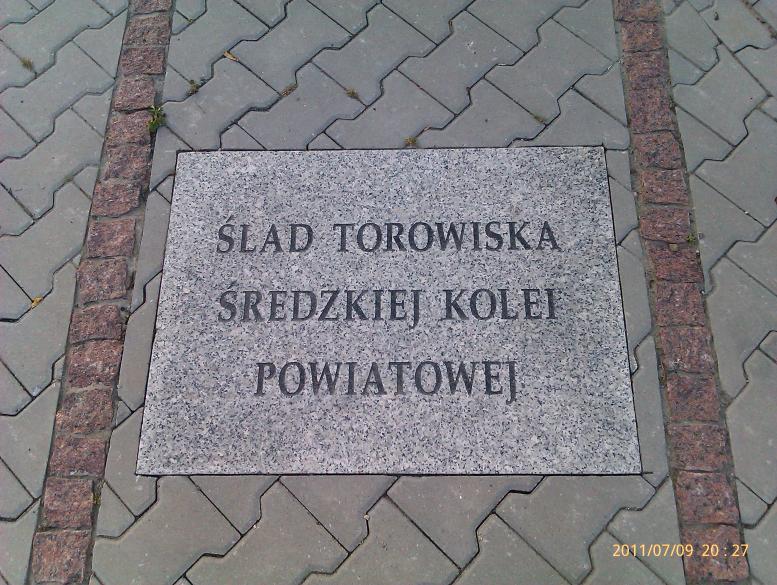 ŚLAD TOROWISKA
ŚREDZKIEJ KOLEI
POWIATOWEJ
2011/07/09 20:27